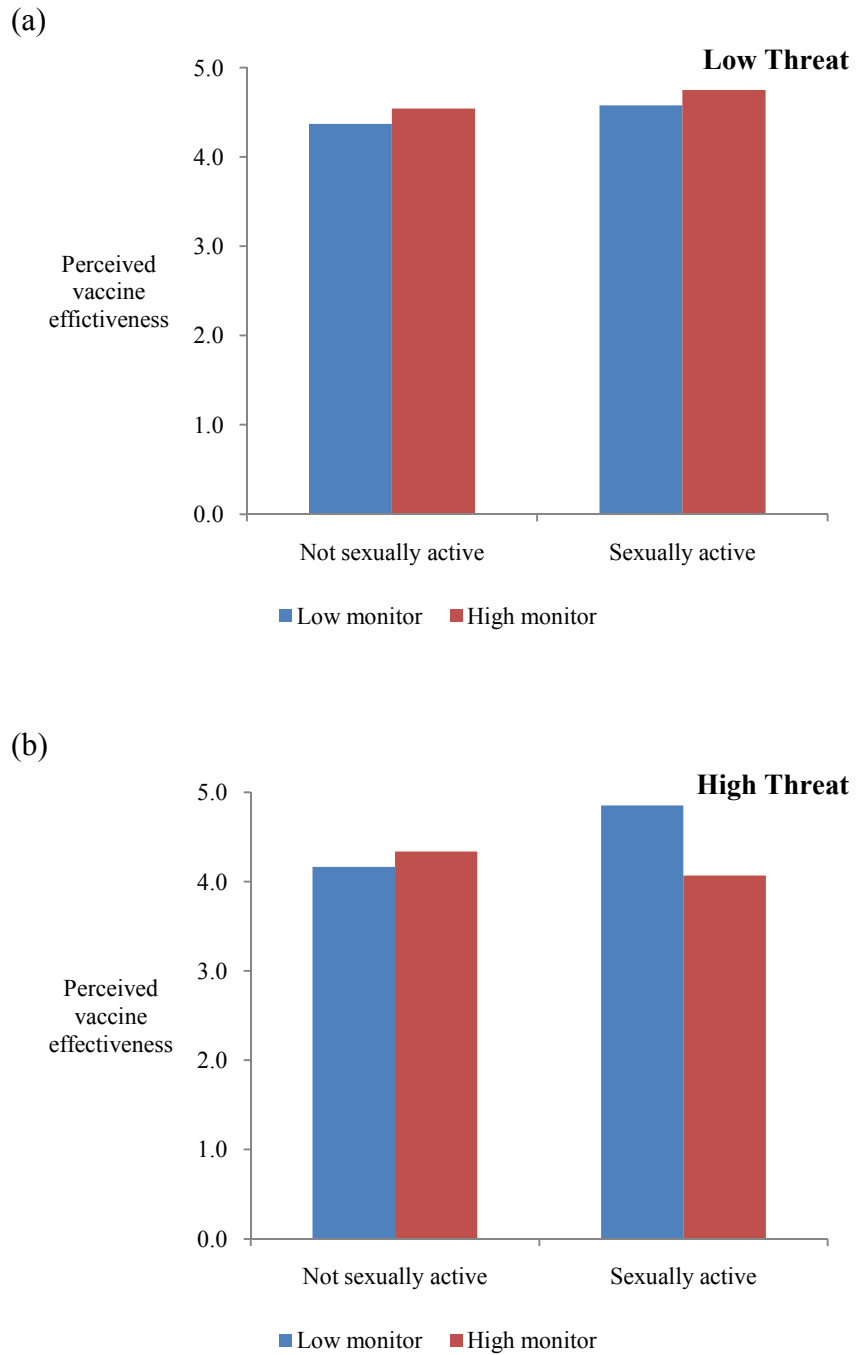 (a)
Low Threat
5.0
4.0
3.0
2.0
1.0
0.0
Perceived
vaccine
effictiveness
Not sexually active
Sexually active
Low monitor
High monitor
(b)
High Threat
5.0
4.0
3.0
2.0
1.0
0.0
Perceived
vaccine
effectiveness
Not sexually active
Sexually active
Low monitor
High monitor